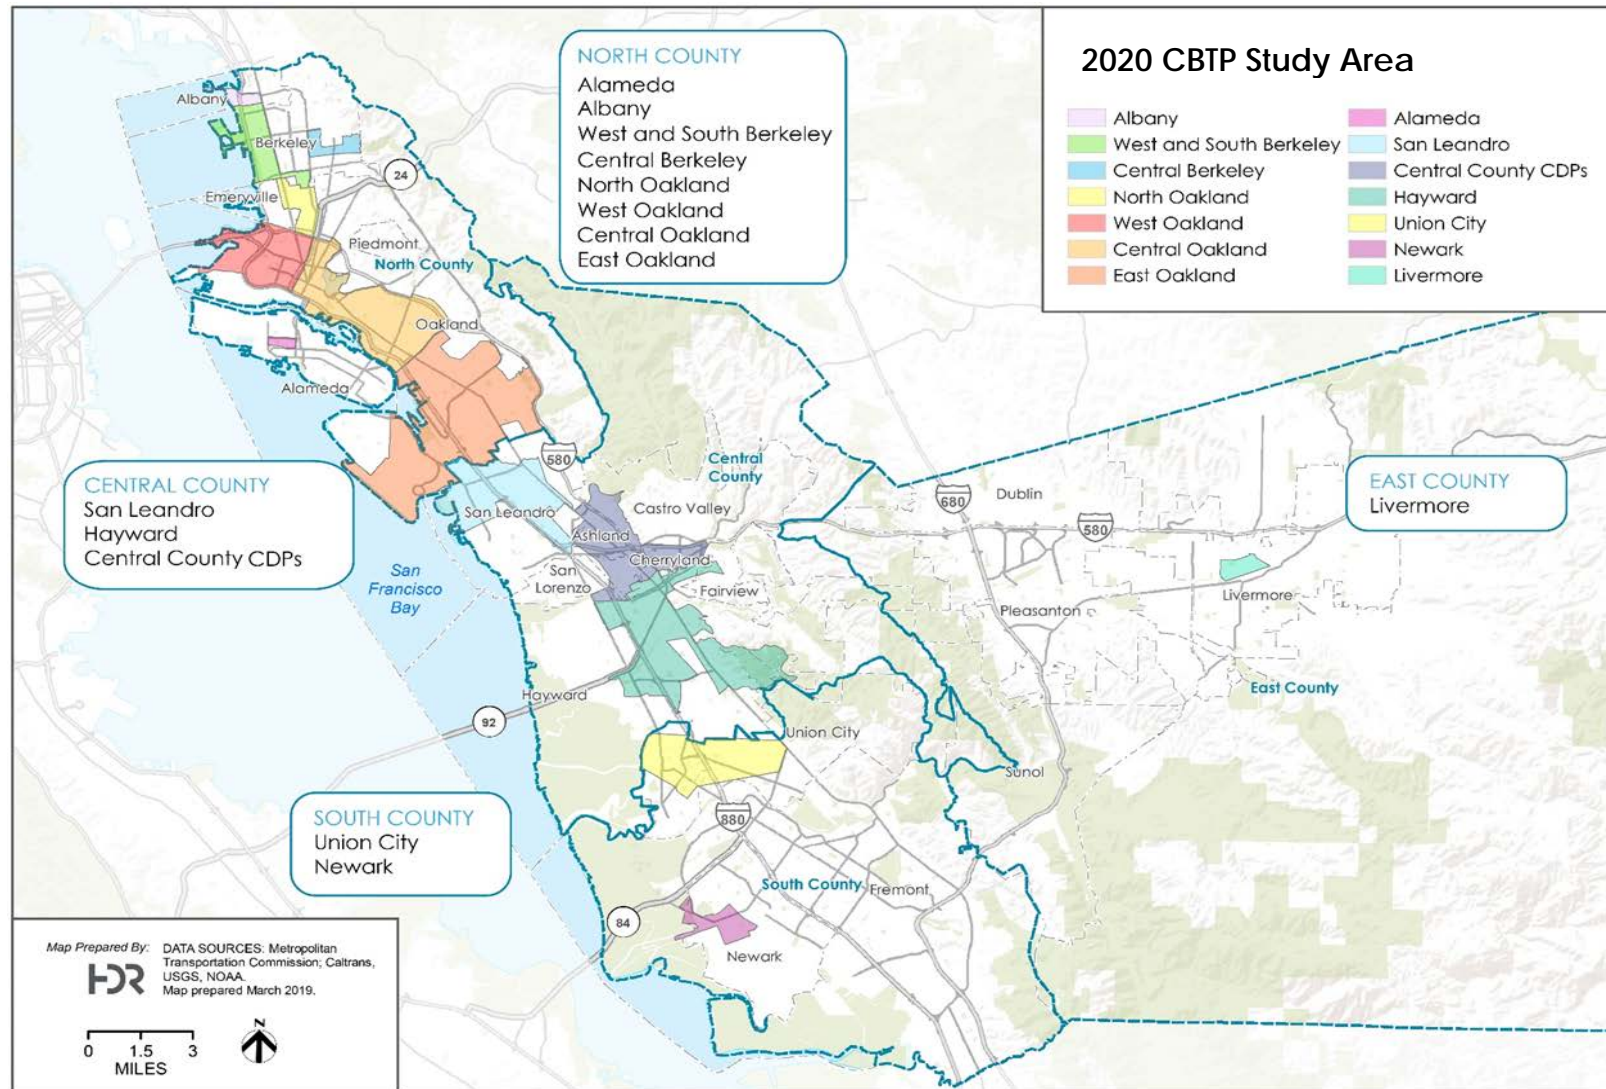 2020 CBTP Study Area
Albany
West and South Berkeley
Central Berkeley
North Oakland
West Oakland
Central Oakland
East Oakland
Alameda
San Leandro
Central County CDPs
Hayward
Union City
Newark
Livermore
NORTH COUNTY
Alameda
Albany
West and South Berkeley
Central Berkeley
North Oakland
West Oakland
Central Oakland
East Oakland
Albany
Berkeley
24
Emeryville
Piedmont
North County
Oakland
Alameda
580
CENTRAL COUNTY
San Leandro
Hayward
Central County CDPs
Central
County
San Leandro
Castro Valley
Ashland
Cherryland
San
Lorenzo
Fairview
San
Francisco
Bay
680
Dublin
580
EAST COUNTY
Livermore
Pleasanton
Livermore
East County
Hayward
92
Union City
Sunol
SOUTH COUNTY
Union City
Newark
880
South County
Fremont
84
Newark
Map Prepared By:
HDR
DATA SOURCES: Metropolitan
Transportation Commission; Caltrans,
USGS, NOAA.
Map prepared March 2019.
0 1.5 3
MILES
N